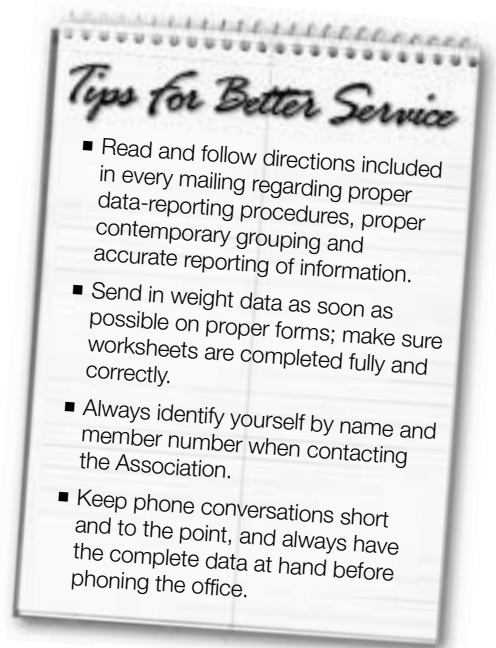 Tips for Better Service
■ Read and follow directions included
in every mailing regarding proper
data-reporting procedures, proper
contemporary grouping and
accurate reporting of information.
■ Send in weight data as soon as
possible on proper forms; make sure
worksheets are completed fully and
correctly.
■ Always identify yourself by name and
member number when contacting
the Association.
■ Keep phone conversations short
and to the point, and always have
the complete data at hand before
phoning the office.